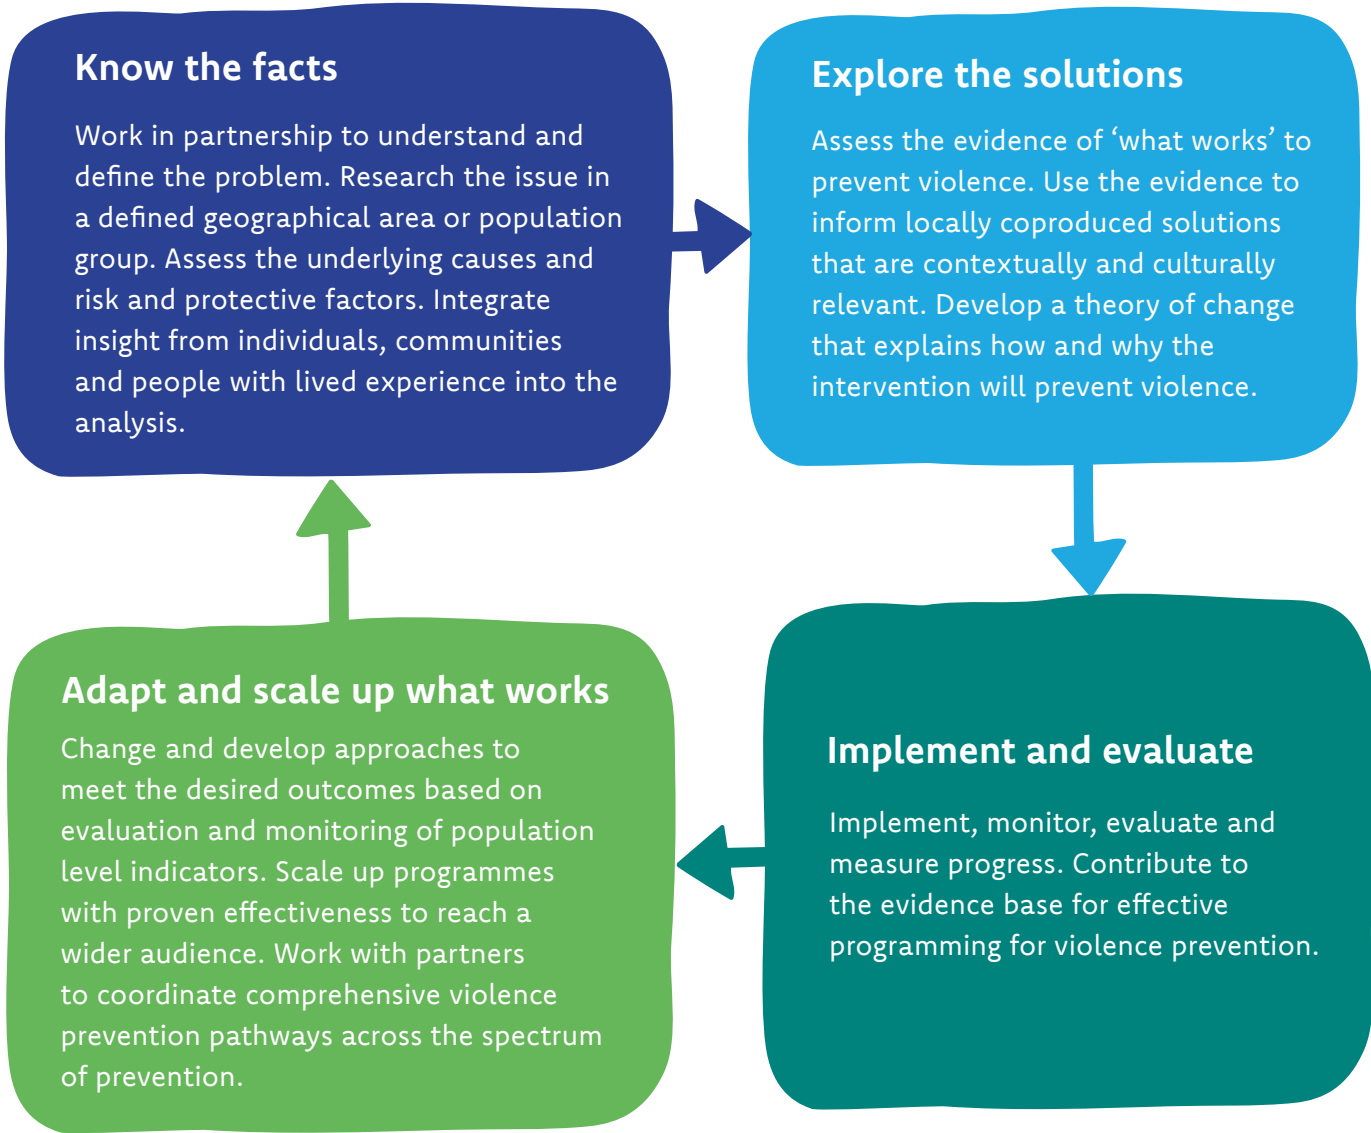 Know the facts
Work in partnership to understand and
define the problem. Research the issue in
a defined geographical area or population
group. Assess the underlying causes and
risk and protective factors. Integrate
insight from individuals, communities
and people with lived experience into the
analysis.
Explore the solutions
Assess the evidence of ‘what works’ to
prevent violence. Use the evidence to
inform locally coproduced solutions
that are contextually and culturally
relevant. Develop a theory of change
that explains how and why the
intervention will prevent violence.
Implement and evaluate
Implement, monitor, evaluate and
measure progress. Contribute to
the evidence base for effective
programming for violence prevention.
Adapt and scale up what works
Change and develop approaches to
meet the desired outcomes based on
evaluation and monitoring of population
level indicators. Scale up programmes
with proven effectiveness to reach a
wider audience. Work with partners
to coordinate comprehensive violence
prevention pathways across the spectrum
of prevention.